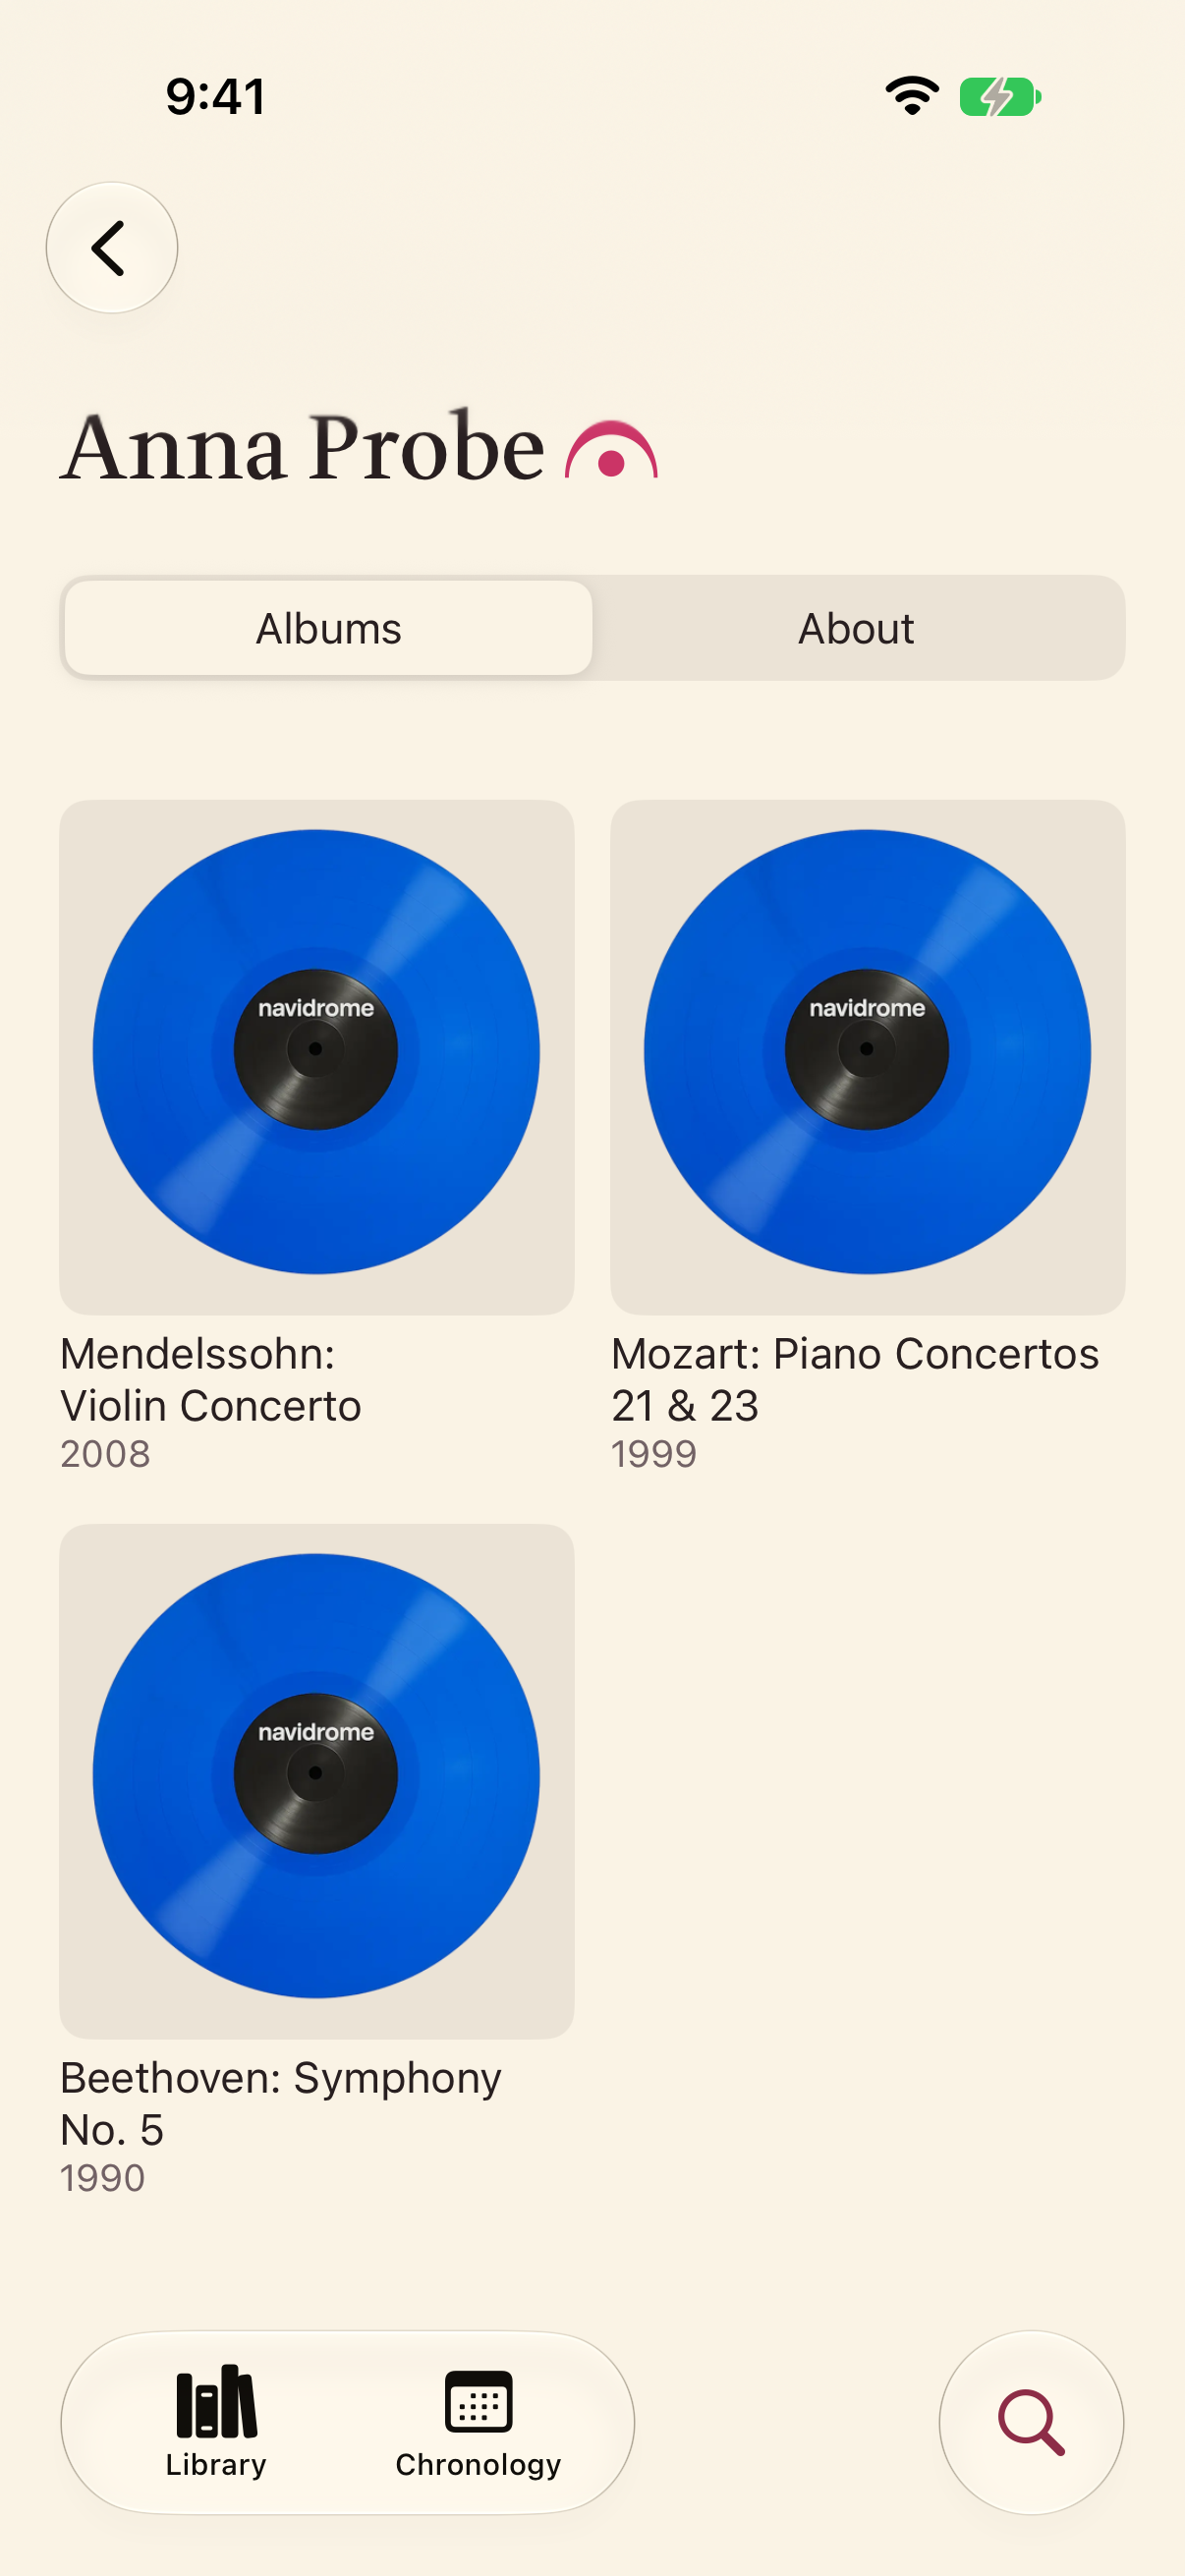 9:41
Anna Probe
Albums
About
navidrome
navidrome
Mendelssohn:
Violin Concerto
2008
Mozart: Piano Concertos
21 & 23
1999
navidrome
Beethoven: Symphony
No. 5
1990
Library
Chronology